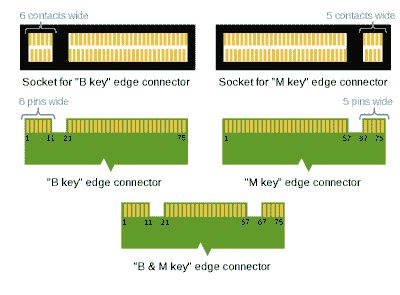 6 contacts wide 5 contacts wide
Socket for "B key" edge connector Socket for "M key" edge connector
6 pins wide 5 pins wide
1 11 21 75 1 57 67 75
"B key" edge connector "M key" edge connector
1 11 21 57 67 75
"B & M key" edge connector